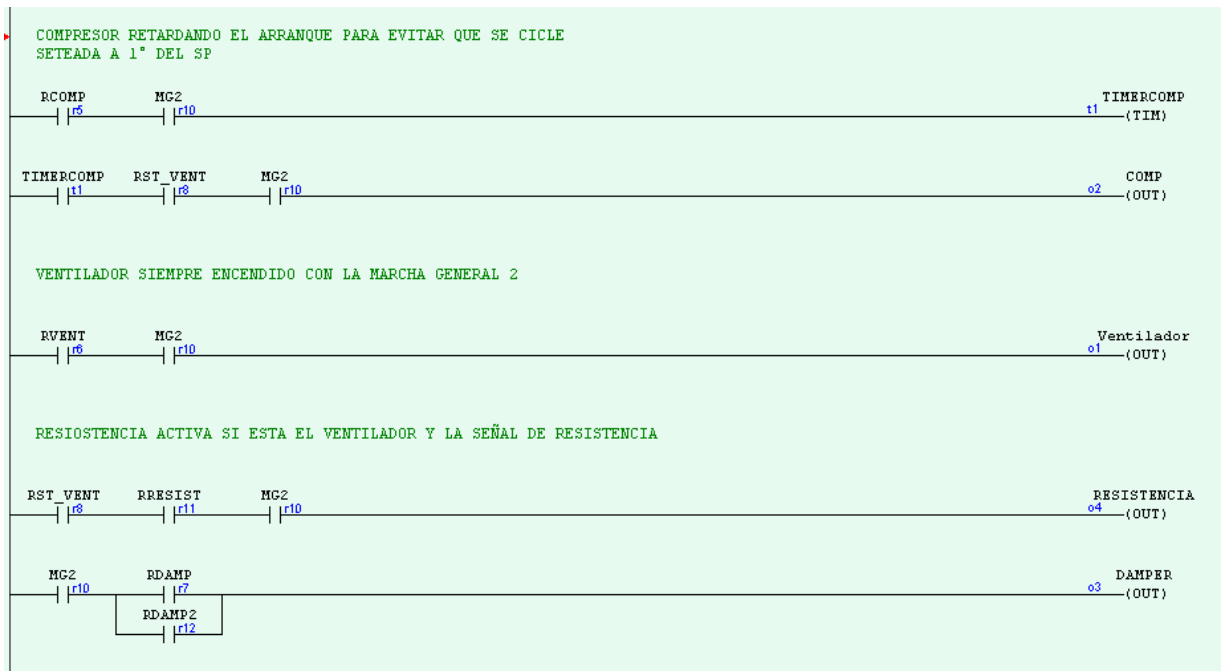 COMPRESOR RETARDANDO EL ARRANQUE PARA EVITAR QUE SE CICLE
SETEADA A 1° DEL SP
RCOMP MG2 TIMERCOMP
r5 r10 t1 (TIM)
TIMERCOMP RST_VENT MG2 COMP
t1 r8 r10 o2 (OUT)
VENTILADOR SIEMPRE ENCENDIDO CON LA MARCHA GENERAL 2
RVENT MG2 Ventilador
r6 r10 o1 (OUT)
RESIOSTENCIA ACTIVA SI ESTA EL VENTILADOR Y LA SEÑAL DE RESISTENCIA
RST_VENT RRESIST MG2 RESISTENCIA
r8 r11 r10 o4 (OUT)
MG2 RDAMP DAMPER
r10 r7 o3 (OUT)
RDAMP2
r12